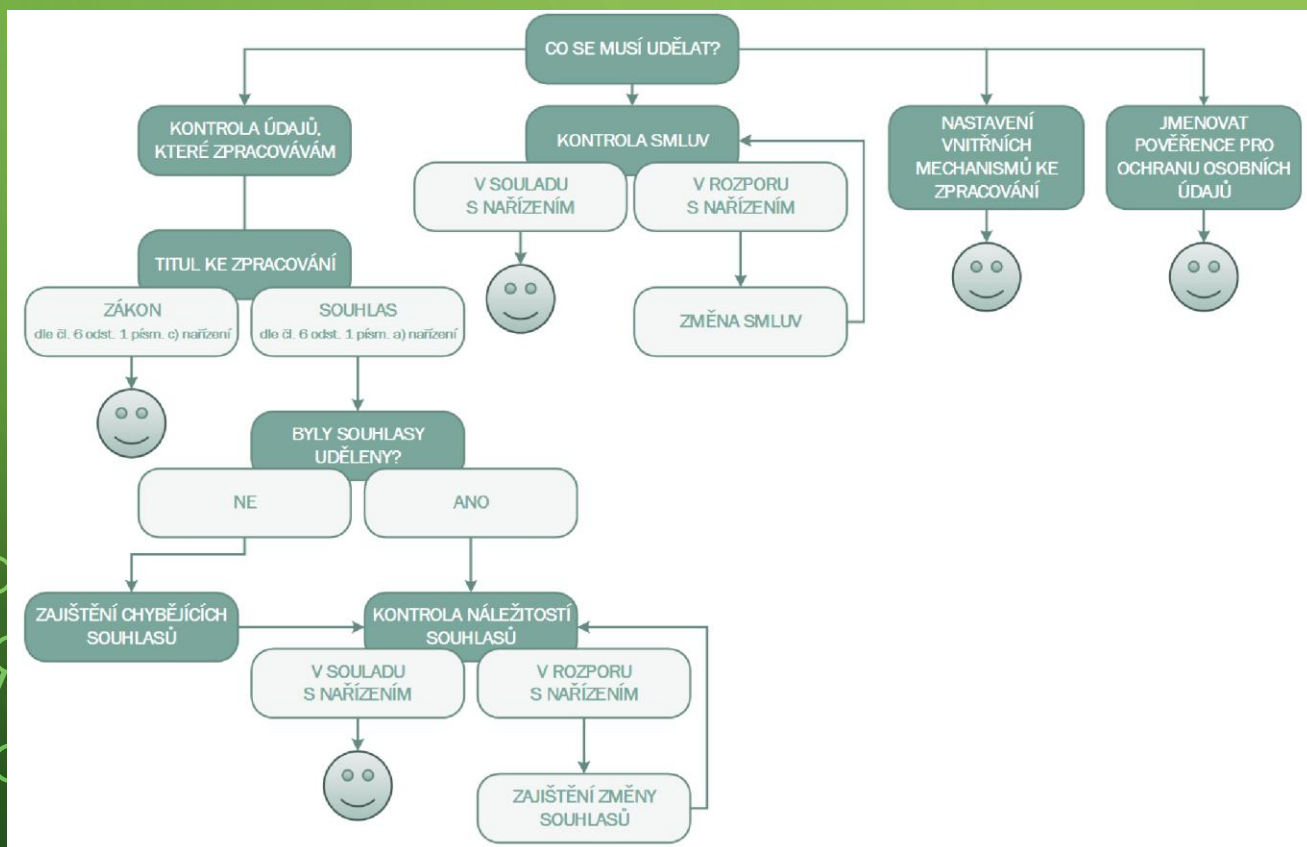 CO SE MUSÍ UDĚLAT?
KONTROLA ÚDAJŮ,
KTERÉ ZPRACOVÁVÁM
KONTROLA SMLUV
NASTAVENÍ
VNITŘNÍCH
MECHANISMŮ KE
ZPRACOVÁNÍ
JMENOVAT
POVĚŘENCE PRO
OCHRANU OSOBNÍCH
ÚDAJŮ
V SOULADU
S NAŘÍZENÍM
V ROZPORU
S NAŘÍZENÍM
TITUL KE ZPRACOVÁNÍ
ZÁKON
dle čl. 6 odst. 1 písm. c) nařízení
SOUHLAS
dle čl. 6 odst. 1 písm. a) nařízení
ZMĚNA SMLUV
BYLY SOUHLASY
UDĚLENY?
NE
ANO
ZAJIŠTĚNÍ CHYBĚJÍCÍCH
SOUHLASŮ
KONTROLA NÁLEŽITOSTÍ
SOUHLASŮ
V SOULADU
S NAŘÍZENÍM
V ROZPORU
S NAŘÍZENÍM
ZAJIŠTĚNÍ ZMĚNY
SOUHLASŮ